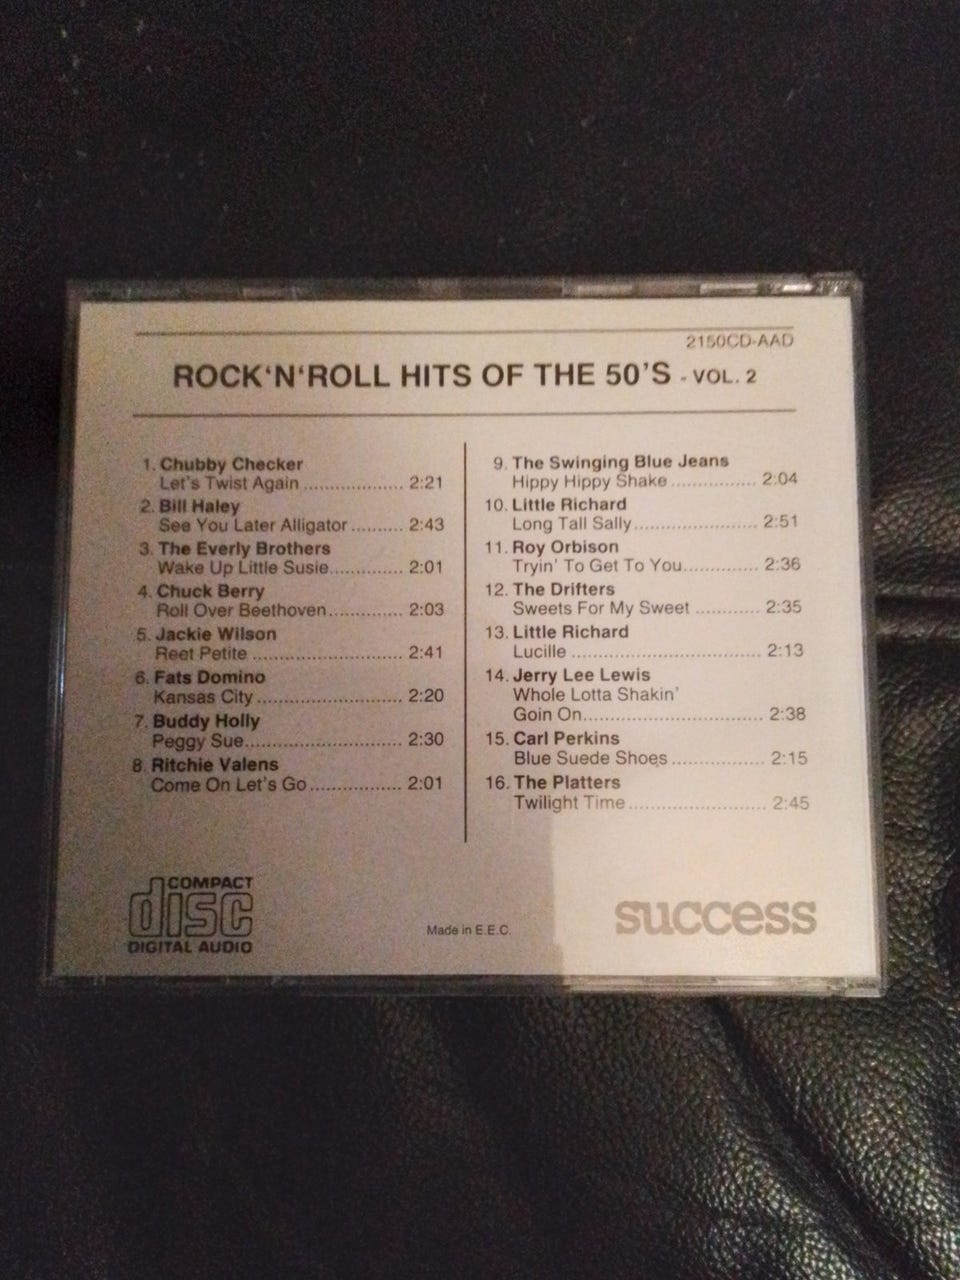 2150CD-AAD
ROCK‘N‘ROLL HITS OF THE 50’S - VOL. 2
1. Chubby Checker
Let's Twist Again ................... 2:21
2. Bill Haley
See You Later Alligator .......... 2:43
3. The Everly Brothers
Wake Up Little Susie.............. 2:01
4. Chuck Berry
Roll Over Beethoven.............. 2:03
5. Jackie Wilson
Reet Petite ............................ 2:41
6. Fats Domino
Kansas City ........................... 2:20
7. Buddy Holly
Peggy Sue............................. 2:30
8. Ritchie Valens
Come On Let's Go................. 2:01
9. The Swinging Blue Jeans
Hippy Hippy Shake................ 2:04
10. Little Richard
Long Tall Sally....................... 2:51
11. Roy Orbison
Tryin' To Get To You.............. 2:36
12. The Drifters
Sweets For My Sweet ............ 2:35
13. Little Richard
Lucille ................................... 2:13
14. Jerry Lee Lewis
Whole Lotta Shakin'
Goin On................................. 2:38
15. Carl Perkins
Blue Suede Shoes................. 2:15
16. The Platters
Twilight Time......................... 2:45
COMPACT
disc
DIGITAL AUDIO
Made in E.E.C.
success